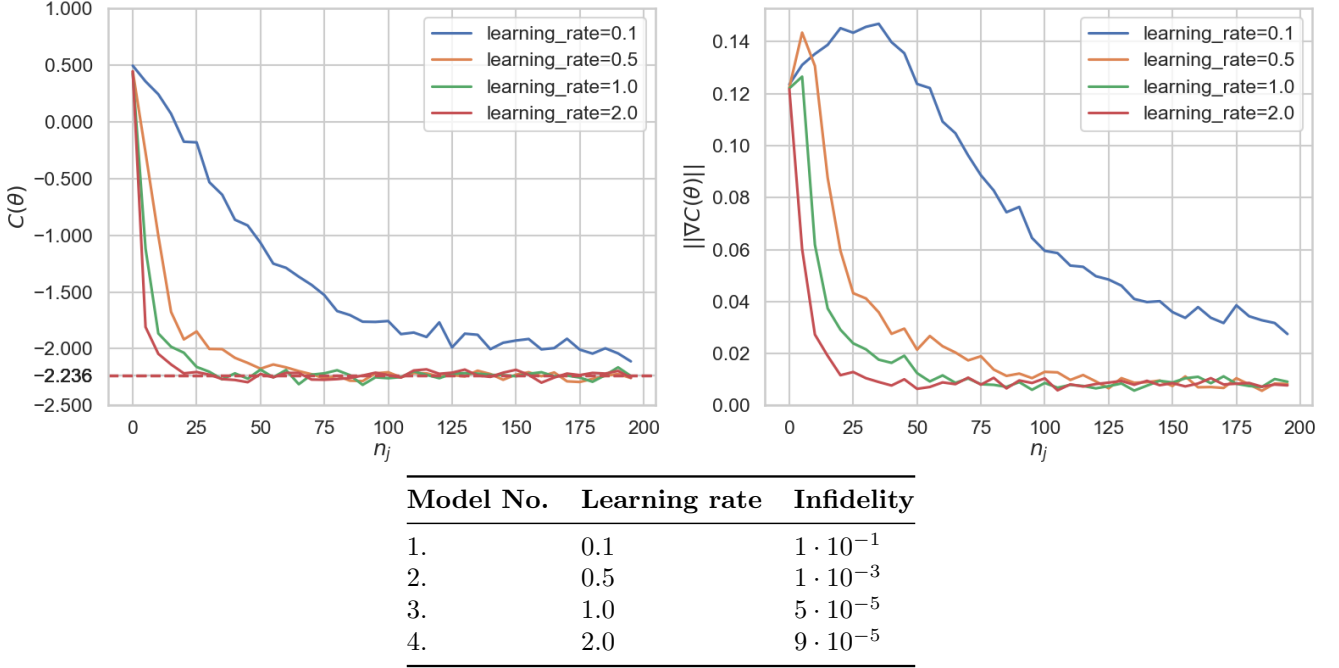 1.000
0.500
0.000
−0.500
−1.000
−1.500
−2.000
−2.236
−2.500
C(θ)
0 25 50 75 100 125 150 175 200
n_j
learning_rate=0.1
learning_rate=0.5
learning_rate=1.0
learning_rate=2.0
0.14
0.12
0.10
0.08
0.06
0.04
0.02
0.00
||∇C(θ)||
0 25 50 75 100 125 150 175 200
n_j
learning_rate=0.1
learning_rate=0.5
learning_rate=1.0
learning_rate=2.0
Model No. Learning rate Infidelity
1. 0.1 1 · 10⁻¹
2. 0.5 1 · 10⁻³
3. 1.0 5 · 10⁻⁵
4. 2.0 9 · 10⁻⁵